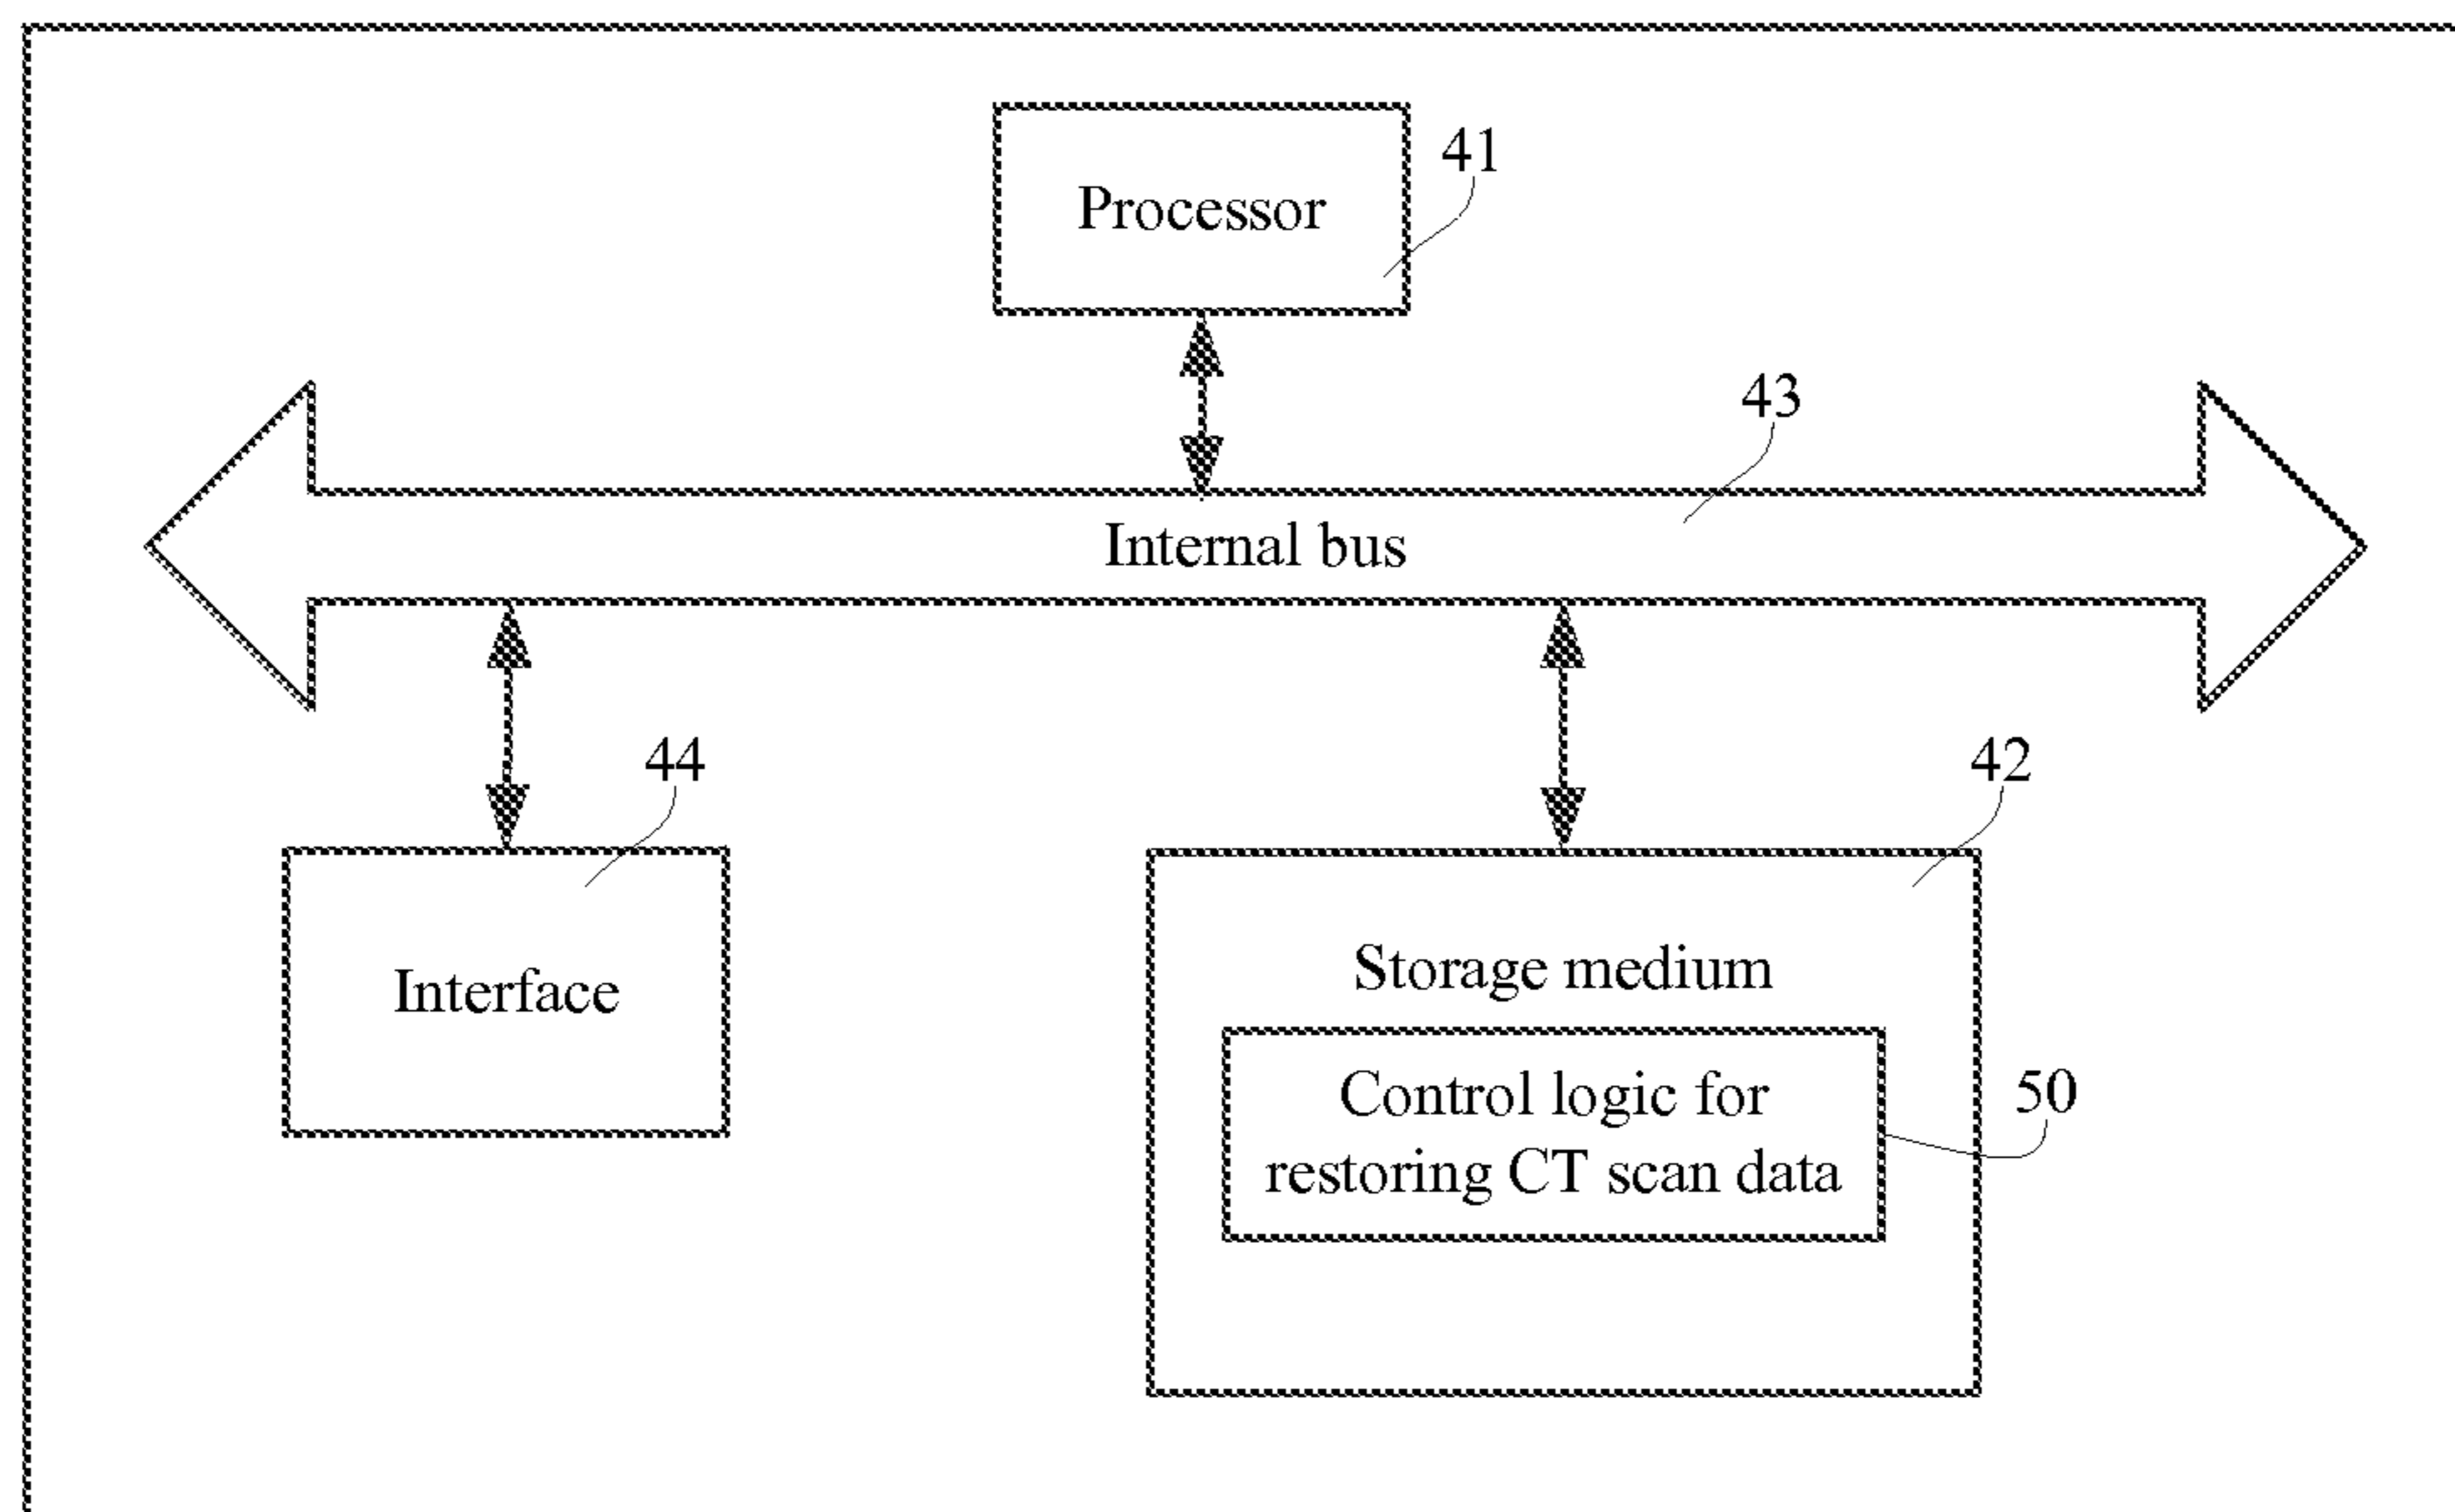 Processor
41
43
Internal bus
44
42
Interface
Storage medium
Control logic for
restoring CT scan data
50